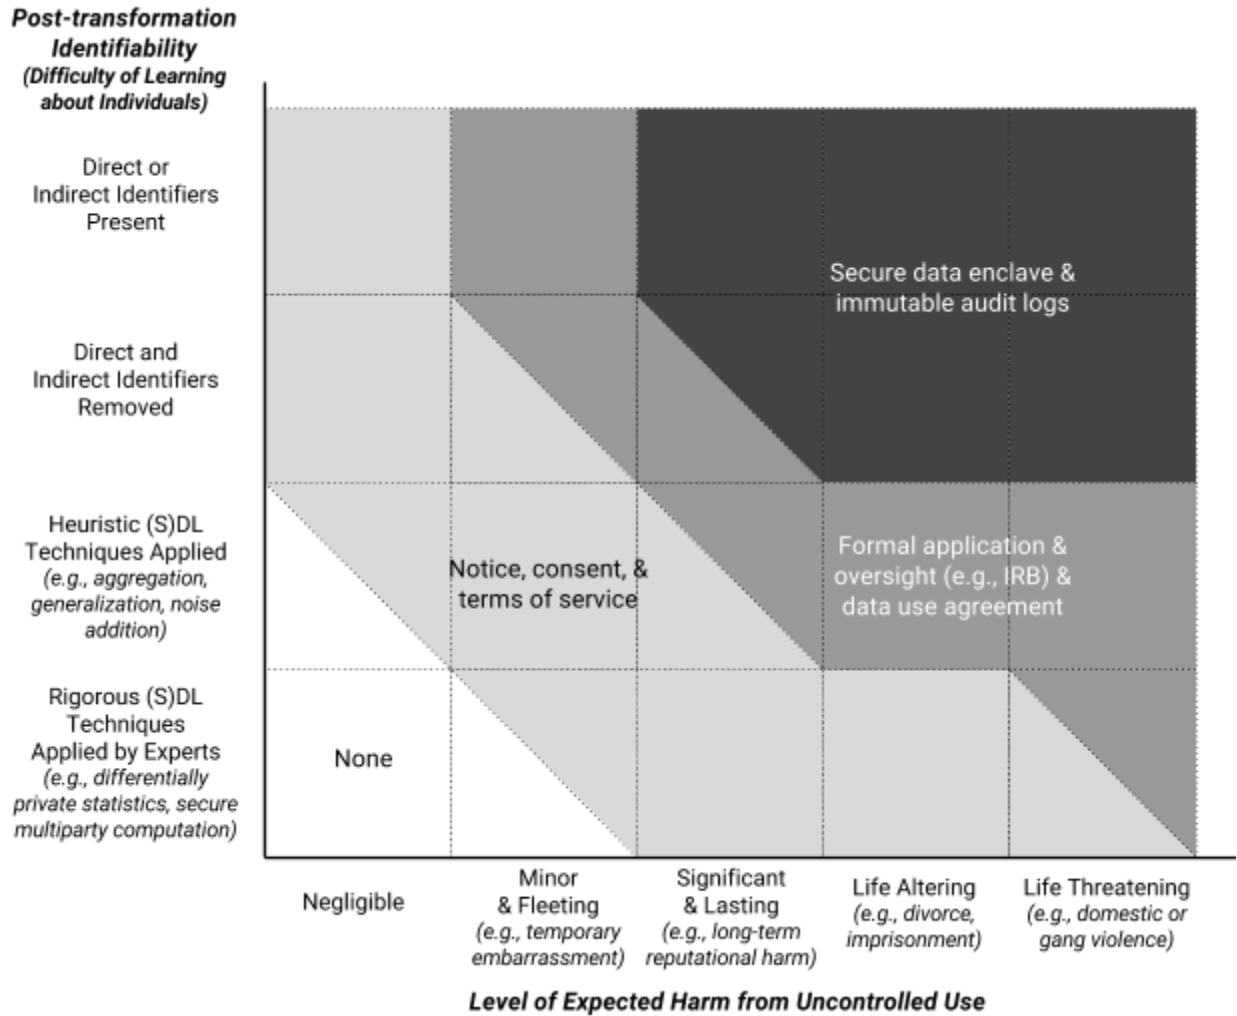 Post-transformation
Identifiability
(Difficulty of Learning
about Individuals)
Direct or
Indirect Identifiers
Present
Secure data enclave &
immutable audit logs
Direct and
Indirect Identifiers
Removed
Heuristic (S)DL
Techniques Applied
(e.g., aggregation,
generalization, noise
addition)
Notice, consent, &
terms of service
Formal application &
oversight (e.g., IRB) &
data use agreement
Rigorous (S)DL
Techniques
Applied by Experts
(e.g., differentially
private statistics, secure
multiparty computation)
None
Negligible
Minor
& Fleeting
(e.g., temporary
embarrassment)
Significant
& Lasting
(e.g., long-term
reputational harm)
Life Altering
(e.g., divorce,
imprisonment)
Life Threatening
(e.g., domestic or
gang violence)
Level of Expected Harm from Uncontrolled Use